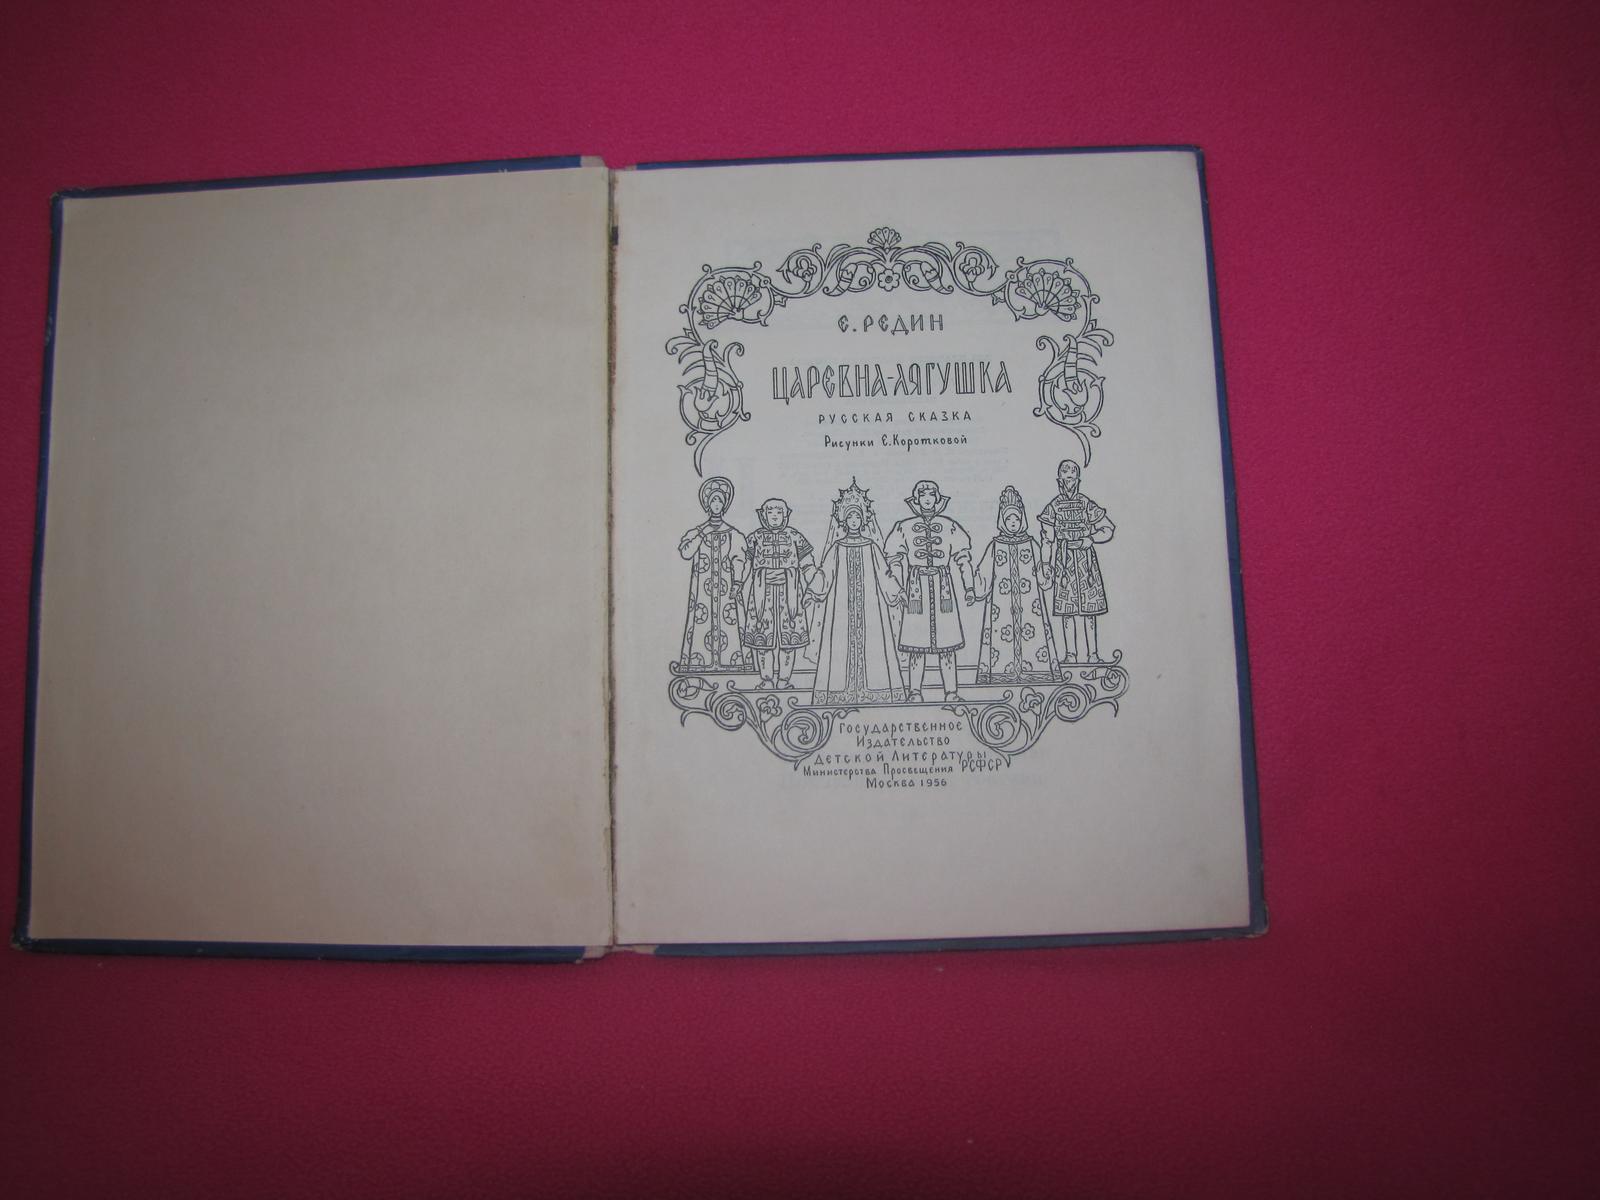 Е. РЕДИН
ЦАРЕВНА-ЛЯГУШКА
РУССКАЯ СКАЗКА
Рисунки Е. Коротковой
Государственное
Издательство
Детской Литературы
Министерства Просвещения РСФСР
Москва 1956